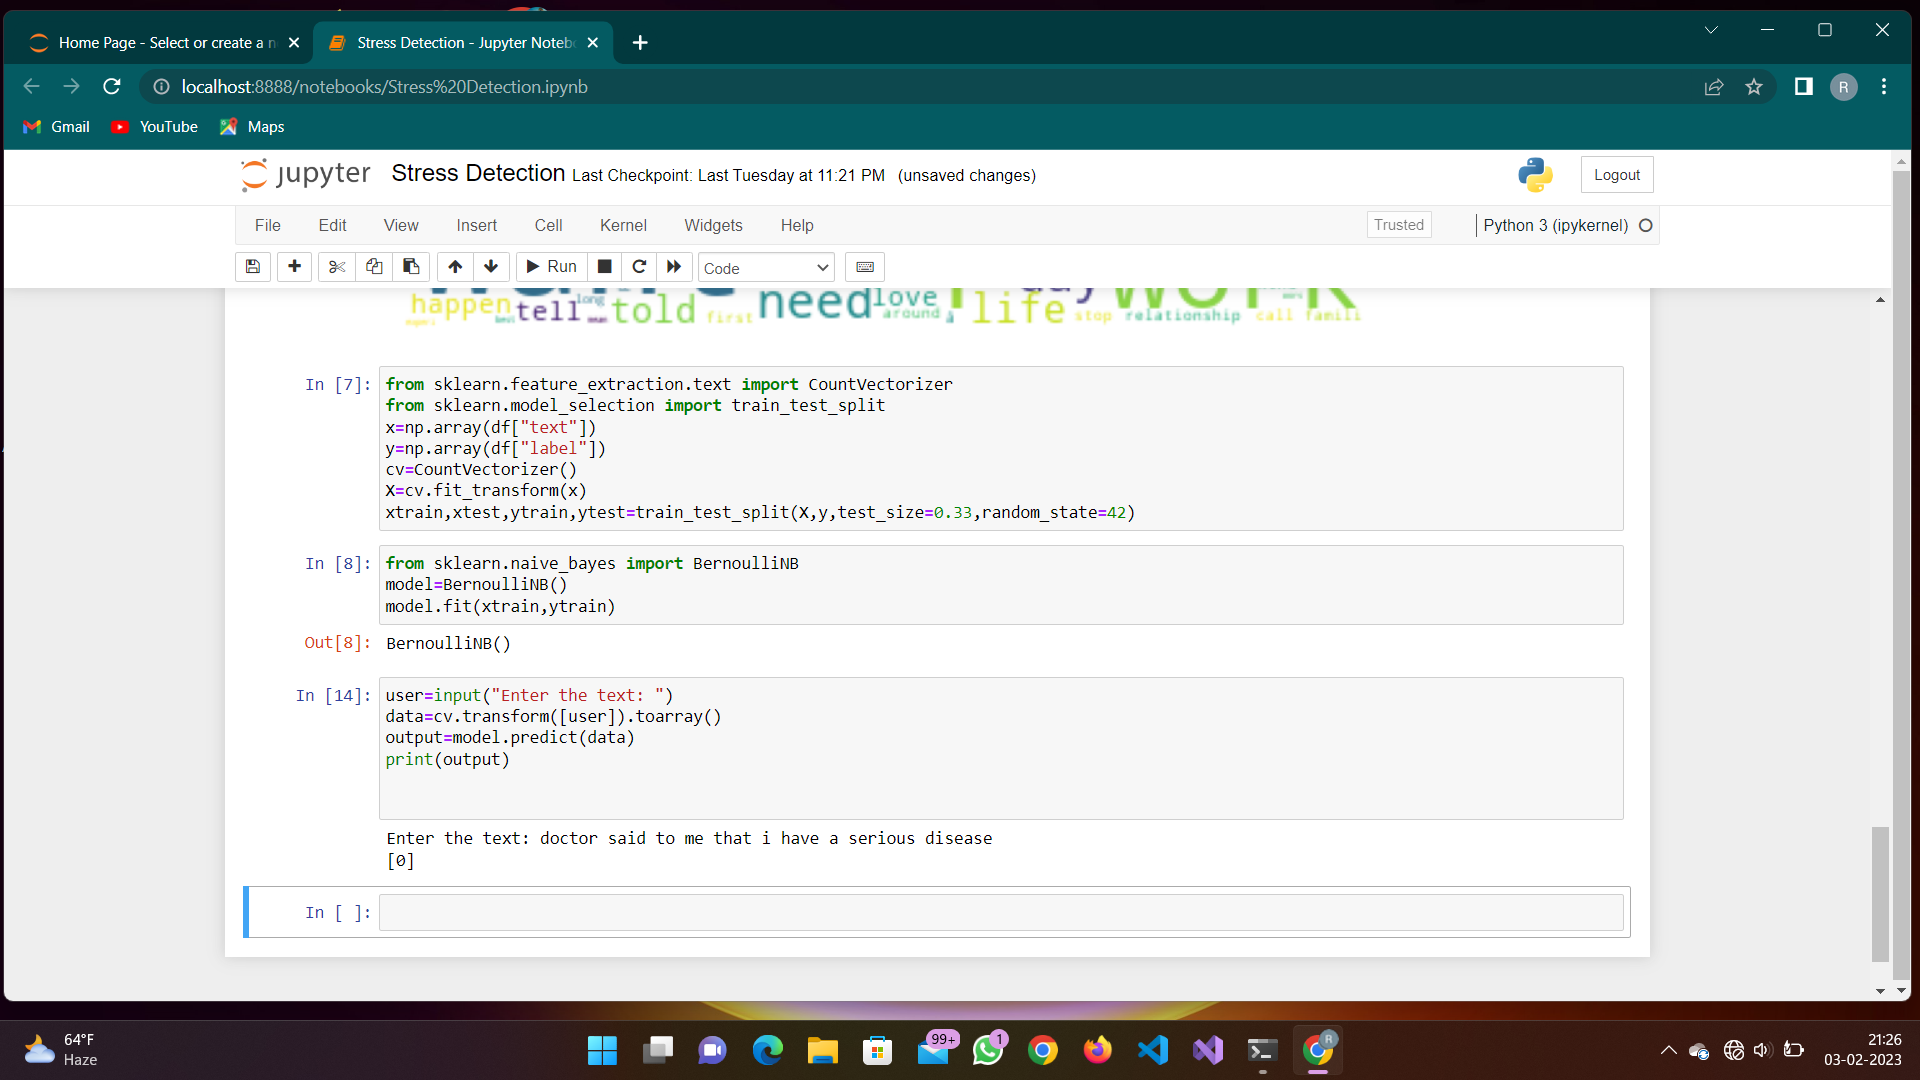 Home Page - Select or create a n
Stress Detection - Jupyter Notebo
localhost:8888/notebooks/Stress%20Detection.ipynb
R
Gmail
YouTube
Maps
jupyter
Stress Detection Last Checkpoint: Last Tuesday at 11:21 PM (unsaved changes)
Logout
File Edit View Insert Cell Kernel Widgets Help
Trusted
Python 3 (ipykernel)
Run
Code
happen
long
tell
told
first
need
love
around
life
day
work
stop
relationship
call
famili
In [7]:
from sklearn.feature_extraction.text import CountVectorizer
from sklearn.model_selection import train_test_split
x=np.array(df["text"])
y=np.array(df["label"])
cv=CountVectorizer()
X=cv.fit_transform(x)
xtrain,xtest,ytrain,ytest=train_test_split(X,y,test_size=0.33,random_state=42)
In [8]:
from sklearn.naive_bayes import BernoulliNB
model=BernoulliNB()
model.fit(xtrain,ytrain)
Out[8]: BernoulliNB()
In [14]:
user=input("Enter the text: ")
data=cv.transform([user]).toarray()
output=model.predict(data)
print(output)
Enter the text: doctor said to me that i have a serious disease
[0]
In [ ]:
64°F
Haze
99+
1
R
21:26
03-02-2023